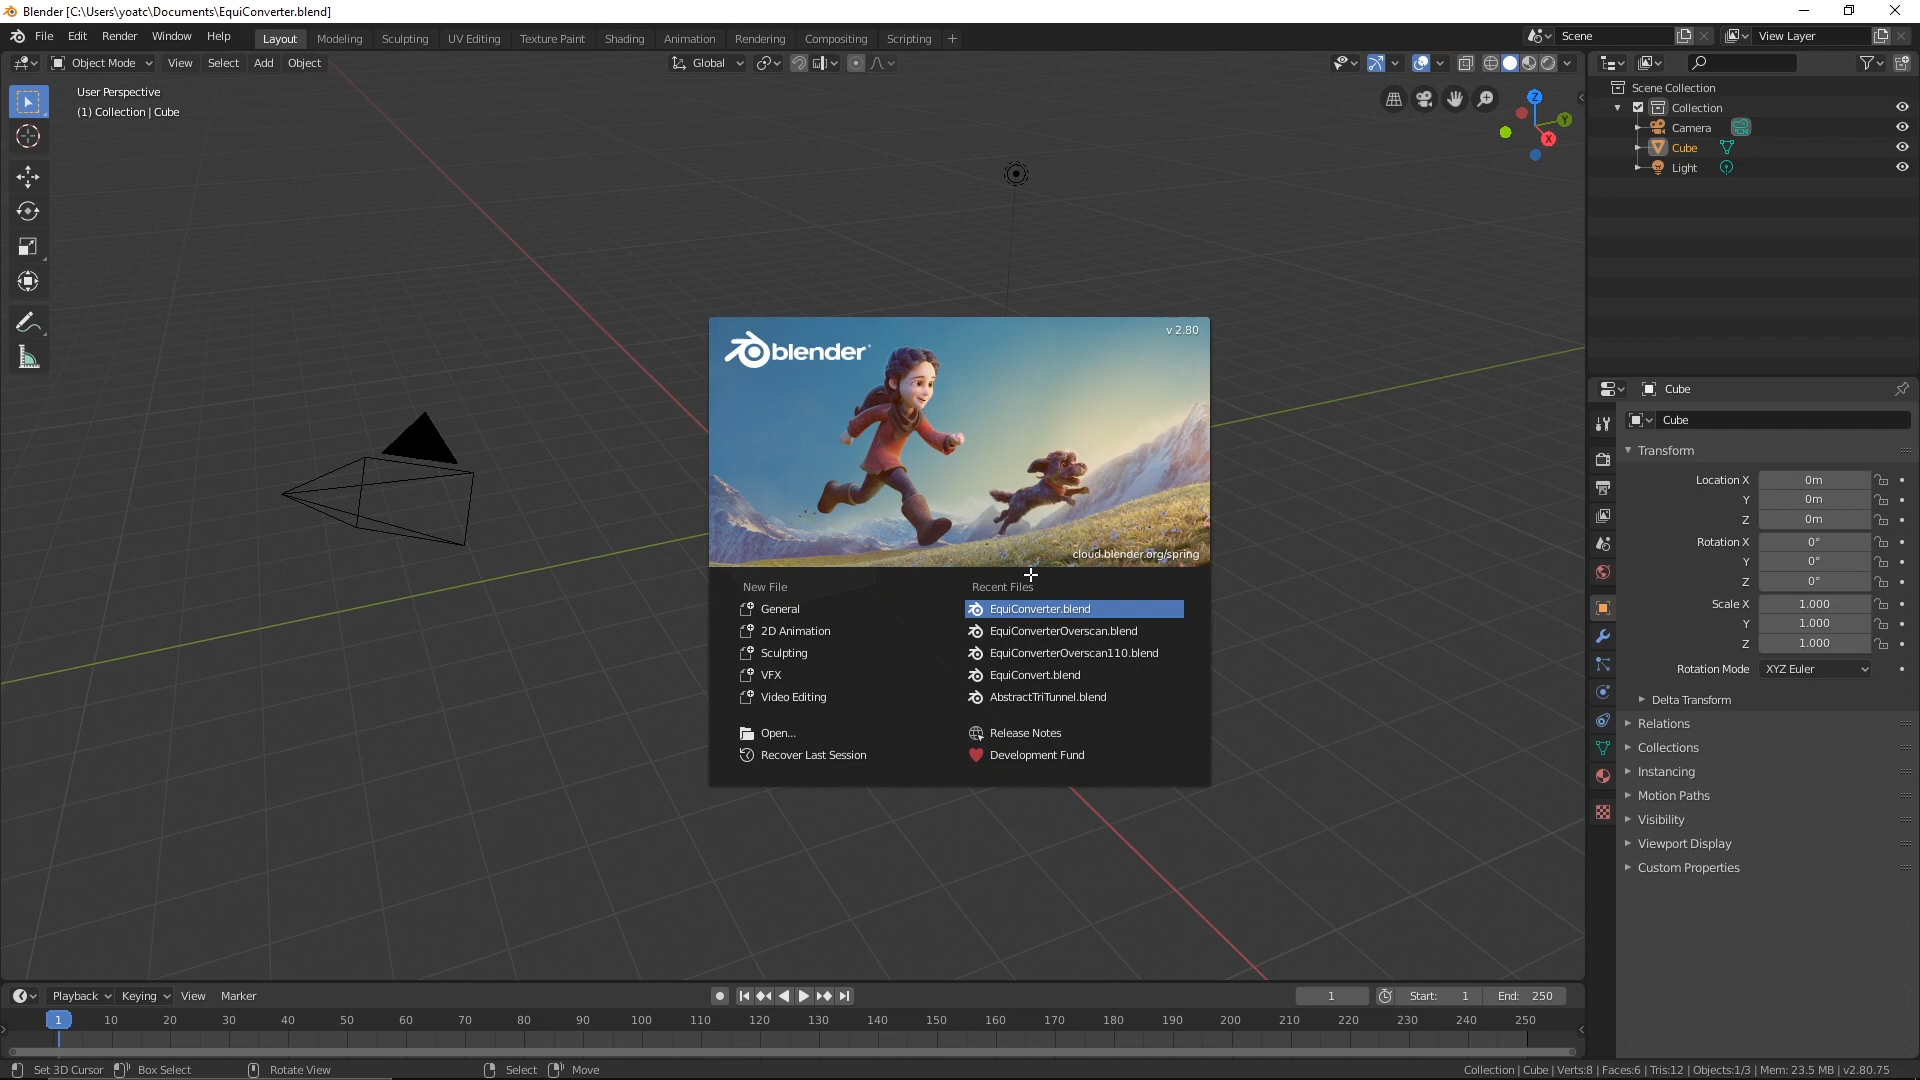 Blender [C:\Users\yoatc\Documents\EquiConverter.blend]
File Edit Render Window Help Layout Modeling Sculpting UV Editing Texture Paint Shading Animation Rendering Compositing Scripting + Scene View Layer
Object Mode View Select Add Object Global
User Perspective
(1) Collection | Cube
Z
Y
X
Scene Collection
Collection
Camera
Cube
Light
blender
v 2.80
cloud.blender.org/spring
New File
General
2D Animation
Sculpting
VFX
Video Editing
Open...
Recover Last Session
Recent Files
EquiConverter.blend
EquiConverterOverscan.blend
EquiConverterOverscan110.blend
EquiConvert.blend
AbstractTriTunnel.blend
Release Notes
Development Fund
Cube
Cube
Transform
Location X 0m
Y 0m
Z 0m
Rotation X 0°
Y 0°
Z 0°
Scale X 1.000
Y 1.000
Z 1.000
Rotation Mode XYZ Euler
Delta Transform
Relations
Collections
Instancing
Motion Paths
Visibility
Viewport Display
Custom Properties
Playback Keying View Marker 1 Start: 1 End: 250
1 10 20 30 40 50 60 70 80 90 100 110 120 130 140 150 160 170 180 190 200 210 220 230 240 250
Set 3D Cursor Box Select Rotate View Select Move Collection | Cube | Verts:8 | Faces:6 | Tris:12 | Objects:1/3 | Mem: 23.5 MB | v2.80.75